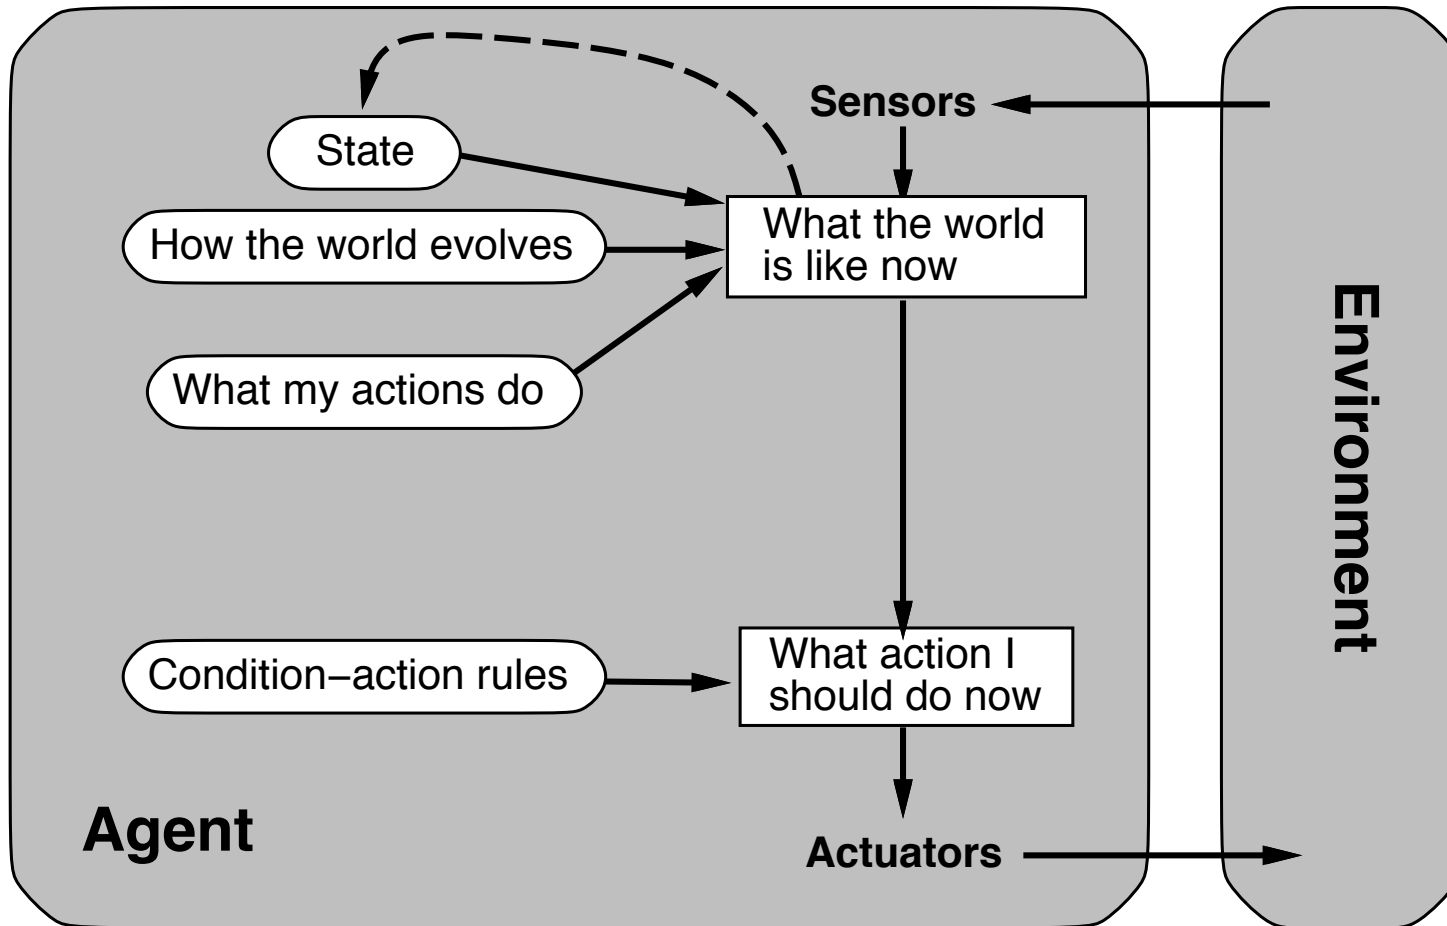 Sensors
State
What the world
is like now
How the world evolves
What my actions do
Environment
What action I
should do now
Condition–action rules
Agent
Actuators